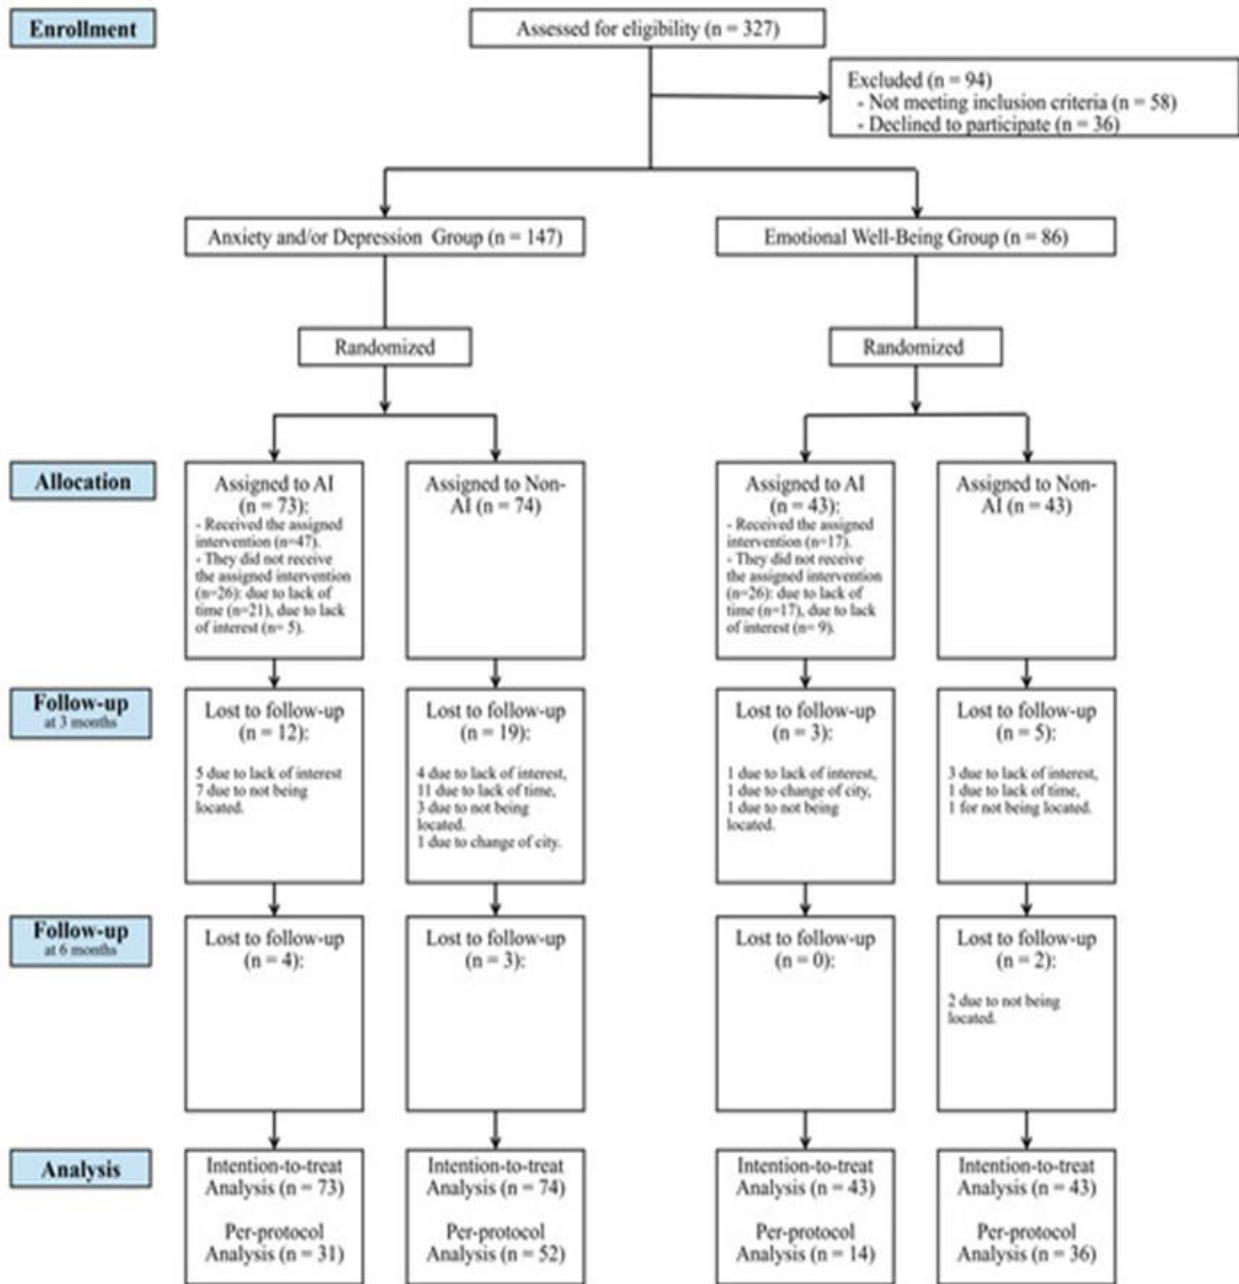 Enrollment
Assessed for eligibility (n = 327)
Excluded (n = 94)
- Not meeting inclusion criteria (n = 58)
- Declined to participate (n = 36)
Anxiety and/or Depression Group (n = 147)
Emotional Well-Being Group (n = 86)
Randomized
Randomized
Allocation
Assigned to AI
(n = 73):
- Received the assigned
intervention (n=47).
- They did not receive
the assigned intervention
(n=26): due to lack of
time (n=21), due to lack
of interest (n= 5).
Assigned to Non-
AI (n = 74)
Assigned to AI
(n = 43):
- Received the assigned
intervention (n=17).
- They did not receive
the assigned intervention
(n=26): due to lack of
time (n=17), due to lack
of interest (n= 9).
Assigned to Non-
AI (n = 43)
Follow-up
at 3 months
Lost to follow-up
(n = 12):
5 due to lack of interest
7 due to not being
located.
Lost to follow-up
(n = 19):
4 due to lack of interest,
11 due to lack of time,
3 due to not being
located.
1 due to change of city.
Lost to follow-up
(n = 3):
1 due to lack of interest,
1 due to change of city,
1 due to not being
located.
Lost to follow-up
(n = 5):
3 due to lack of interest,
1 due to lack of time,
1 for not being located.
Follow-up
at 6 months
Lost to follow-up
(n = 4):
Lost to follow-up
(n = 3):
Lost to follow-up
(n = 0):
Lost to follow-up
(n = 2):
2 due to not being
located.
Analysis
Intention-to-treat
Analysis (n = 73)
Per-protocol
Analysis (n = 31)
Intention-to-treat
Analysis (n = 74)
Per-protocol
Analysis (n = 52)
Intention-to-treat
Analysis (n = 43)
Per-protocol
Analysis (n = 14)
Intention-to-treat
Analysis (n = 43)
Per-protocol
Analysis (n = 36)